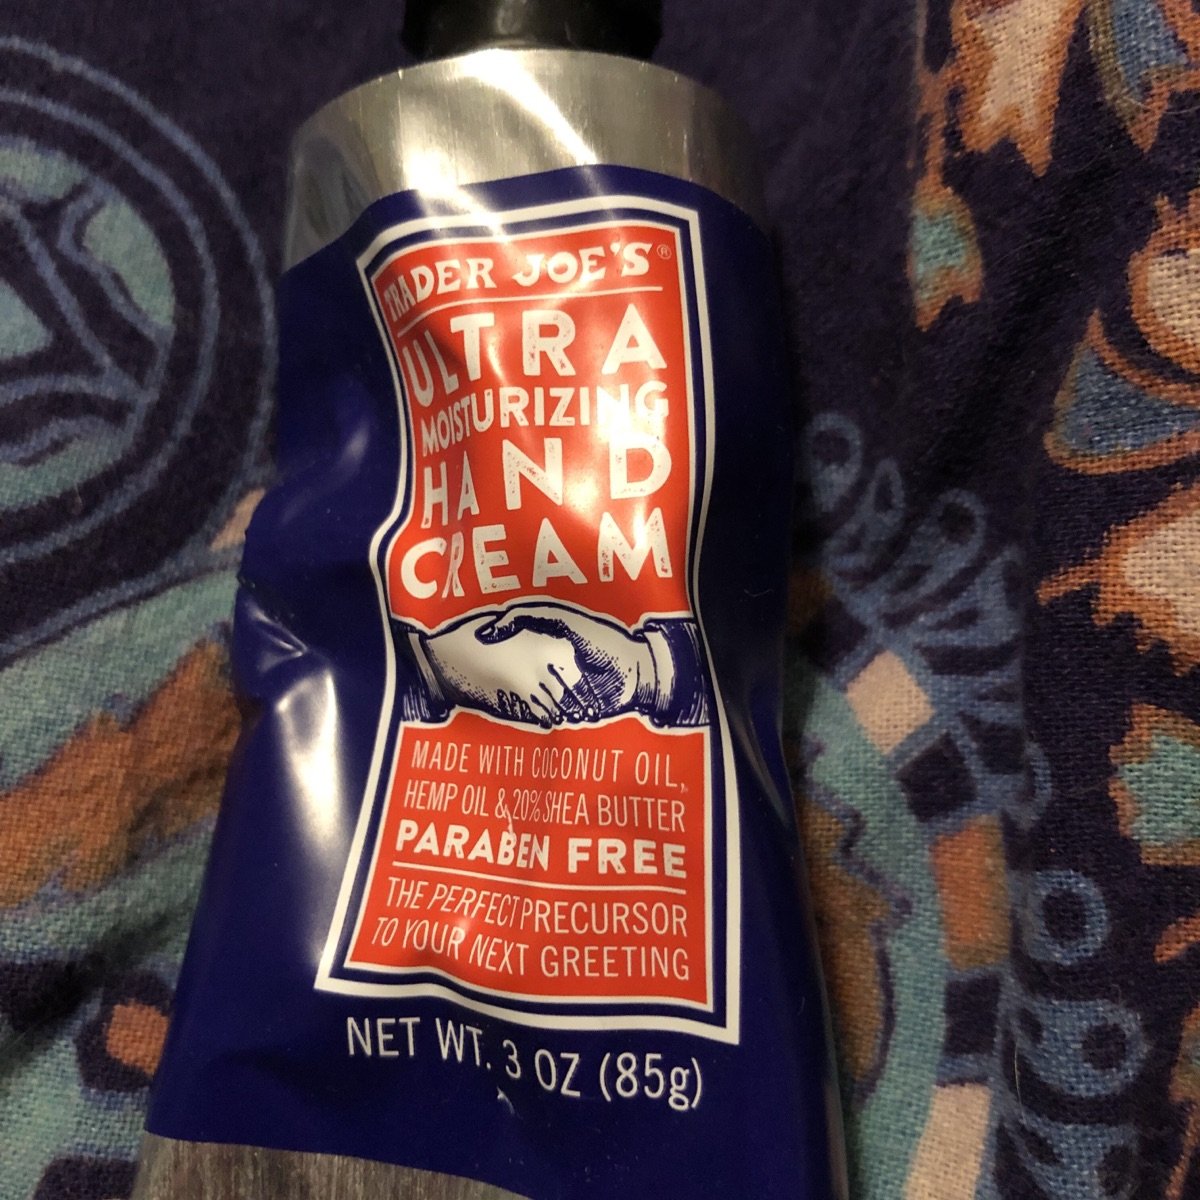 TRADER JOE'S®
ULTRA
MOISTURIZING
HAND
CREAM
MADE WITH COCONUT OIL,
HEMP OIL & 20% SHEA BUTTER
PARABEN FREE
THE PERFECT PRECURSOR
TO YOUR NEXT GREETING
NET WT. 3 OZ (85g)